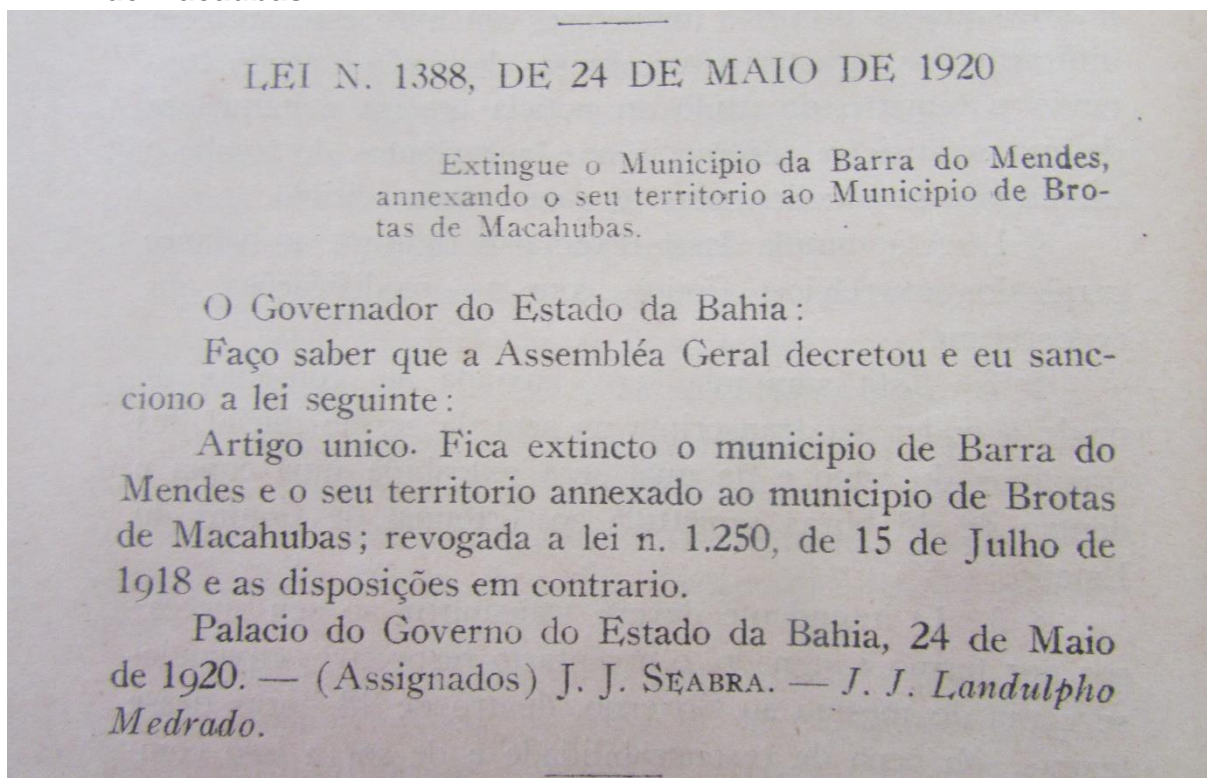 LEI N. 1388, DE 24 DE MAIO DE 1920
Extingue o Municipio da Barra do Mendes,
annexando o seu territorio ao Municipio de Bro-
tas de Macahubas.
O Governador do Estado da Bahia:
Faço saber que a Assembléa Geral decretou e eu sanc-
ciono a lei seguinte:
Artigo unico. Fica extincto o municipio de Barra do
Mendes e o seu territorio annexado ao municipio de Brotas
de Macahubas; revogada a lei n. 1.250, de 15 de Julho de
1918 e as disposições em contrario.
Palacio do Governo do Estado da Bahia, 24 de Maio
de 1920. — (Assignados) J. J. SEABRA. — J. J. Landulpho
Medrado.